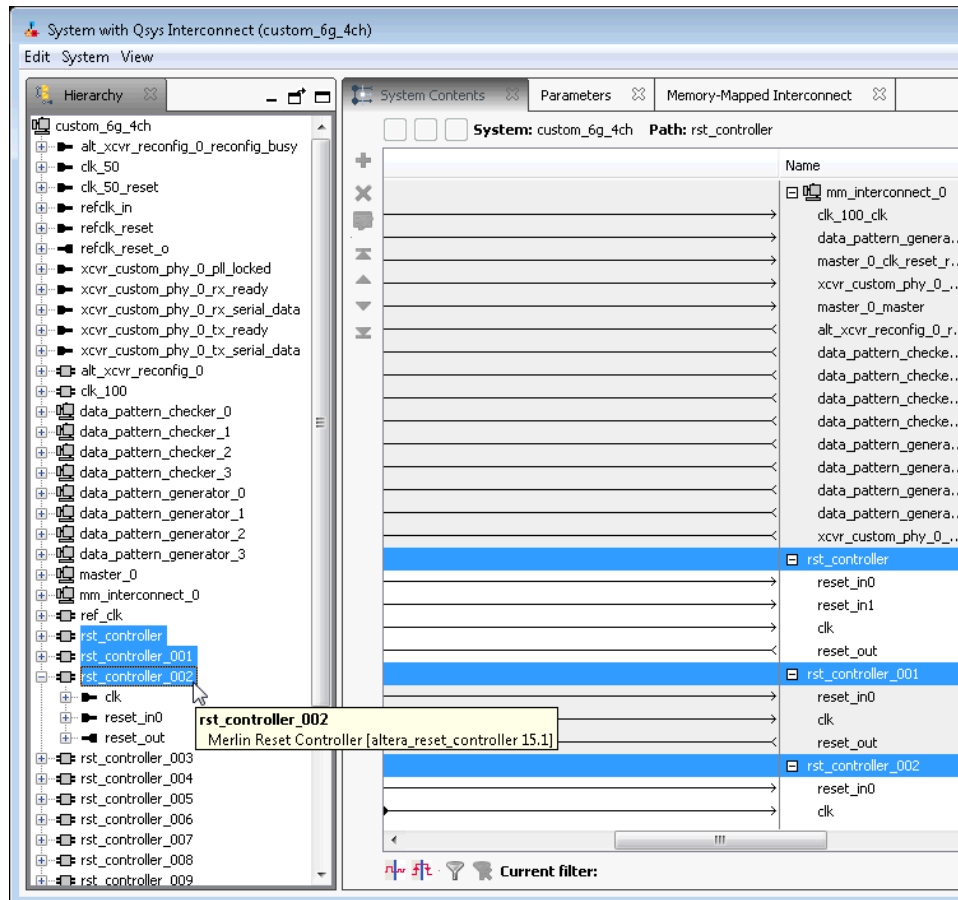 System with Qsys Interconnect (custom_6g_4ch)
Edit System View
Hierarchy
custom_6g_4ch
alt_xcvr_reconfig_0_reconfig_busy
clk_50
clk_50_reset
refclk_in
refclk_reset
refclk_reset_o
xcvr_custom_phy_0_pll_locked
xcvr_custom_phy_0_rx_ready
xcvr_custom_phy_0_rx_serial_data
xcvr_custom_phy_0_tx_ready
xcvr_custom_phy_0_tx_serial_data
alt_xcvr_reconfig_0
clk_100
data_pattern_checker_0
data_pattern_checker_1
data_pattern_checker_2
data_pattern_checker_3
data_pattern_generator_0
data_pattern_generator_1
data_pattern_generator_2
data_pattern_generator_3
master_0
mm_interconnect_0
ref_clk
rst_controller
rst_controller_001
rst_controller_002
clk
reset_in0
reset_out
rst_controller_003
rst_controller_004
rst_controller_005
rst_controller_006
rst_controller_007
rst_controller_008
rst_controller_009
rst_controller_002
Merlin Reset Controller [altera_reset_controller 15.1]
System Contents Parameters Memory-Mapped Interconnect
System: custom_6g_4ch Path: rst_controller
Name
mm_interconnect_0
clk_100_clk
data_pattern_genera...
master_0_clk_reset_r...
xcvr_custom_phy_0_...
master_0_master
alt_xcvr_reconfig_0_r...
data_pattern_checke...
data_pattern_checke...
data_pattern_checke...
data_pattern_checke...
data_pattern_genera...
data_pattern_genera...
data_pattern_genera...
data_pattern_genera...
xcvr_custom_phy_0_...
rst_controller
reset_in0
reset_in1
clk
reset_out
rst_controller_001
reset_in0
clk
reset_out
rst_controller_002
reset_in0
clk
Current filter: